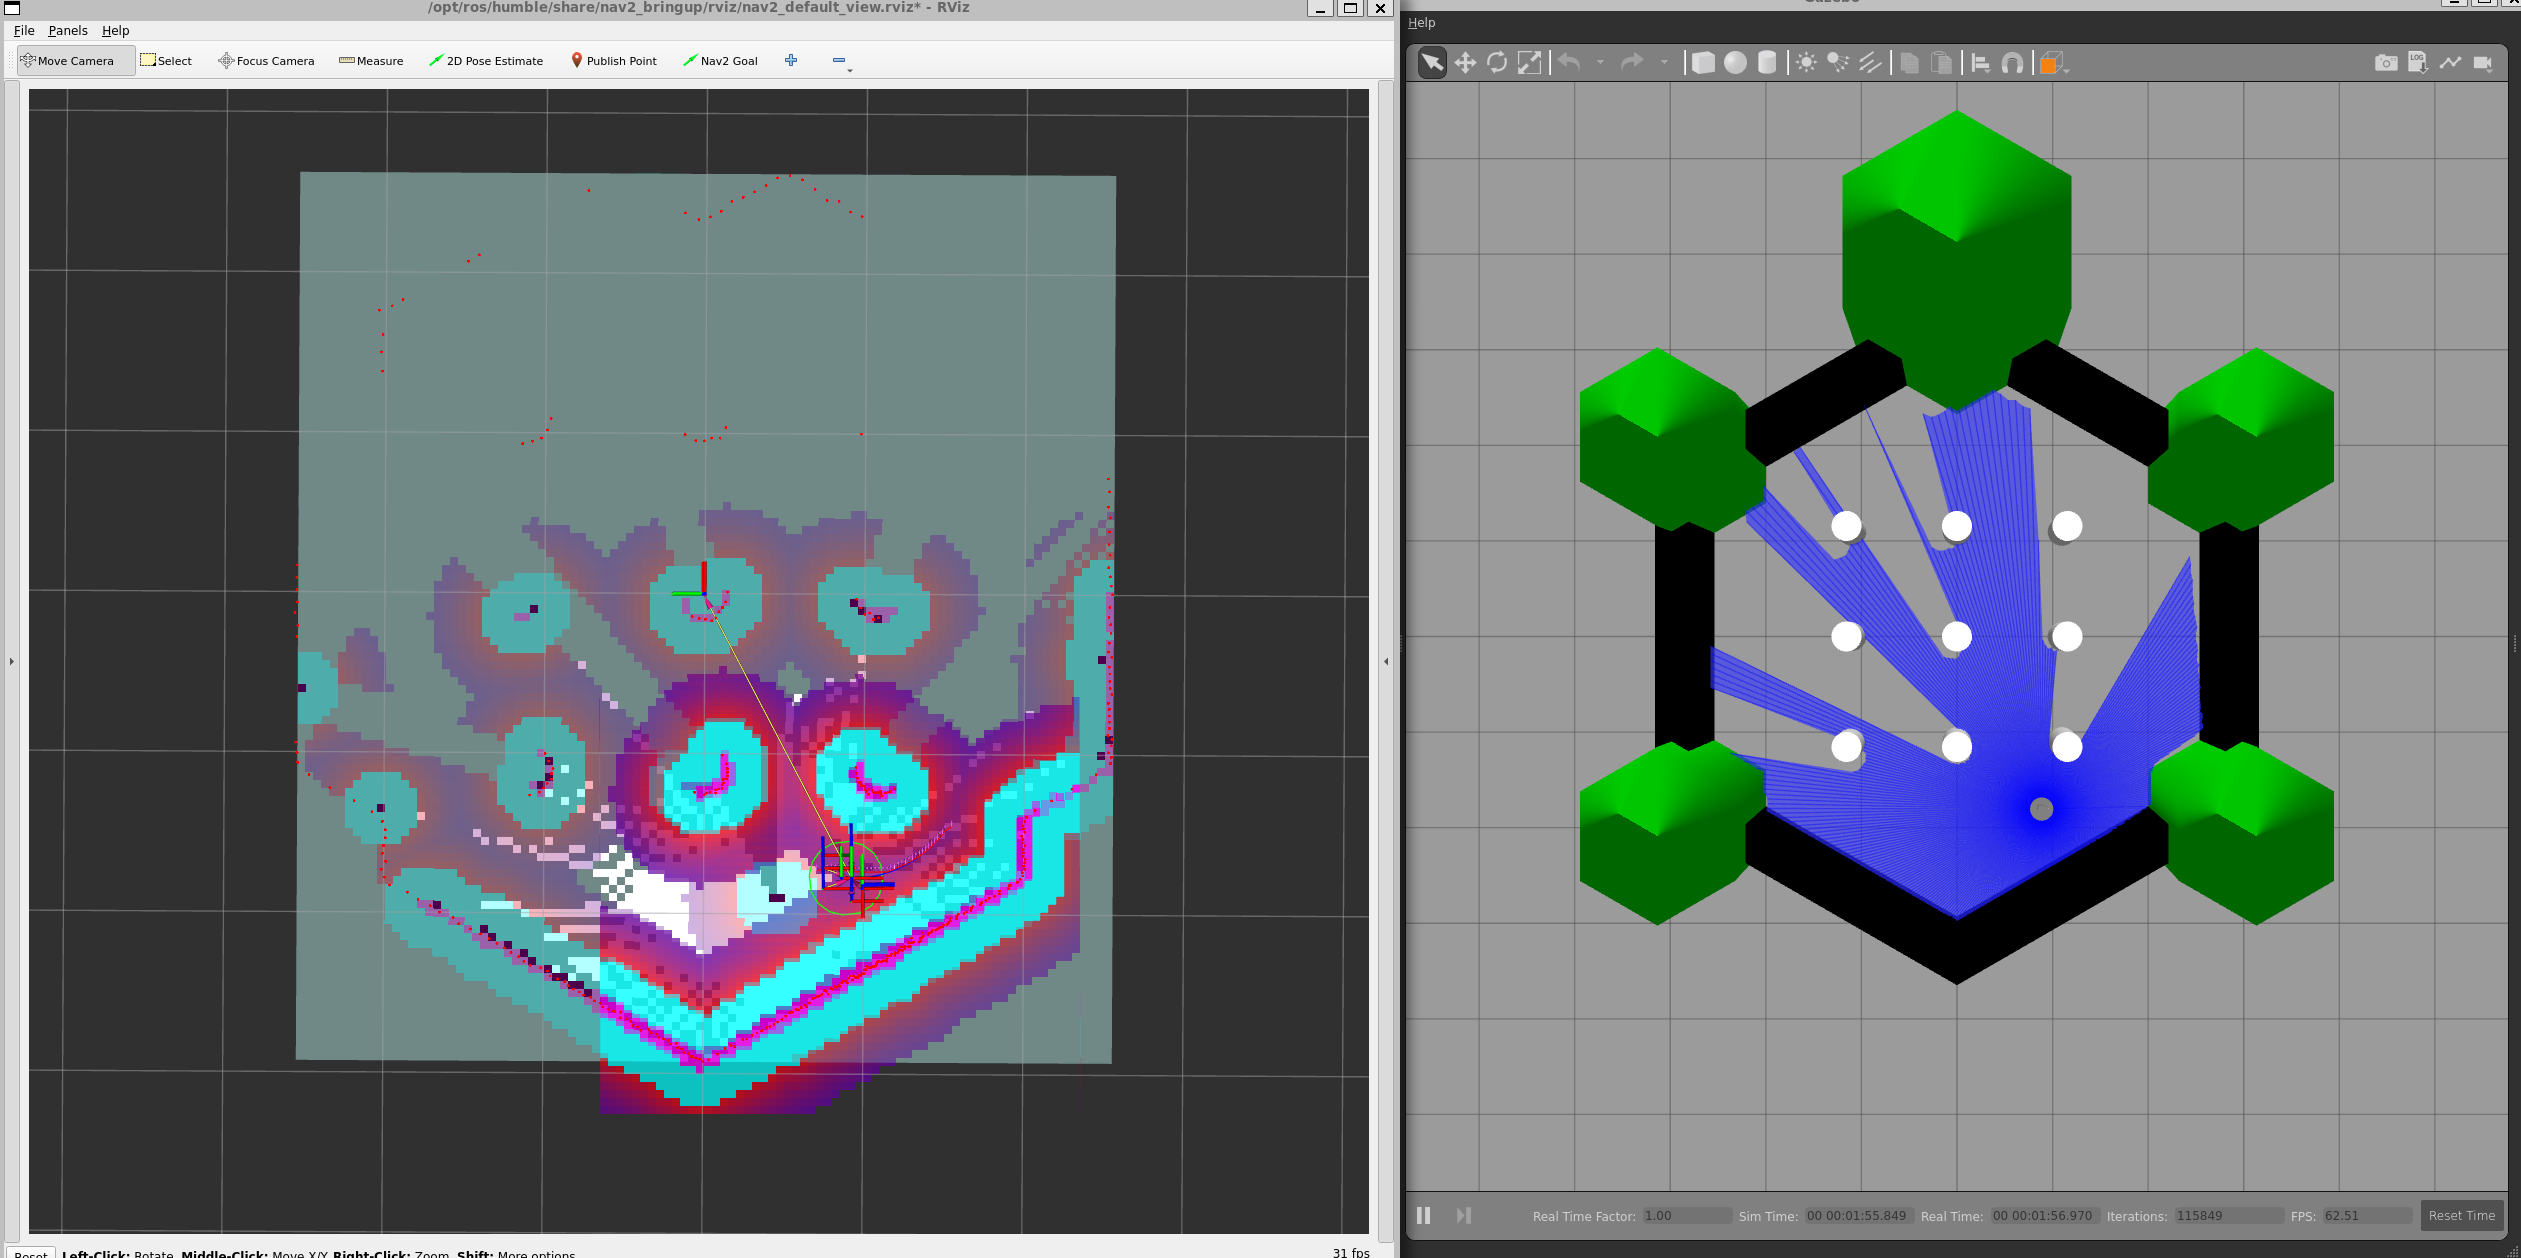 /opt/ros/humble/share/nav2_bringup/rviz/nav2_default_view.rviz* - RViz
File Panels Help
Move Camera Select Focus Camera Measure 2D Pose Estimate Publish Point Nav2 Goal
Reset Left-Click: Rotate. Middle-Click: Move X/Y. Right-Click: Zoom. Shift: More options.
31 fps
Gazebo
Help
LOG
Real Time Factor: 1.00 Sim Time: 00 00:01:55.849 Real Time: 00 00:01:56.970 Iterations: 115849 FPS: 62.51 Reset Time